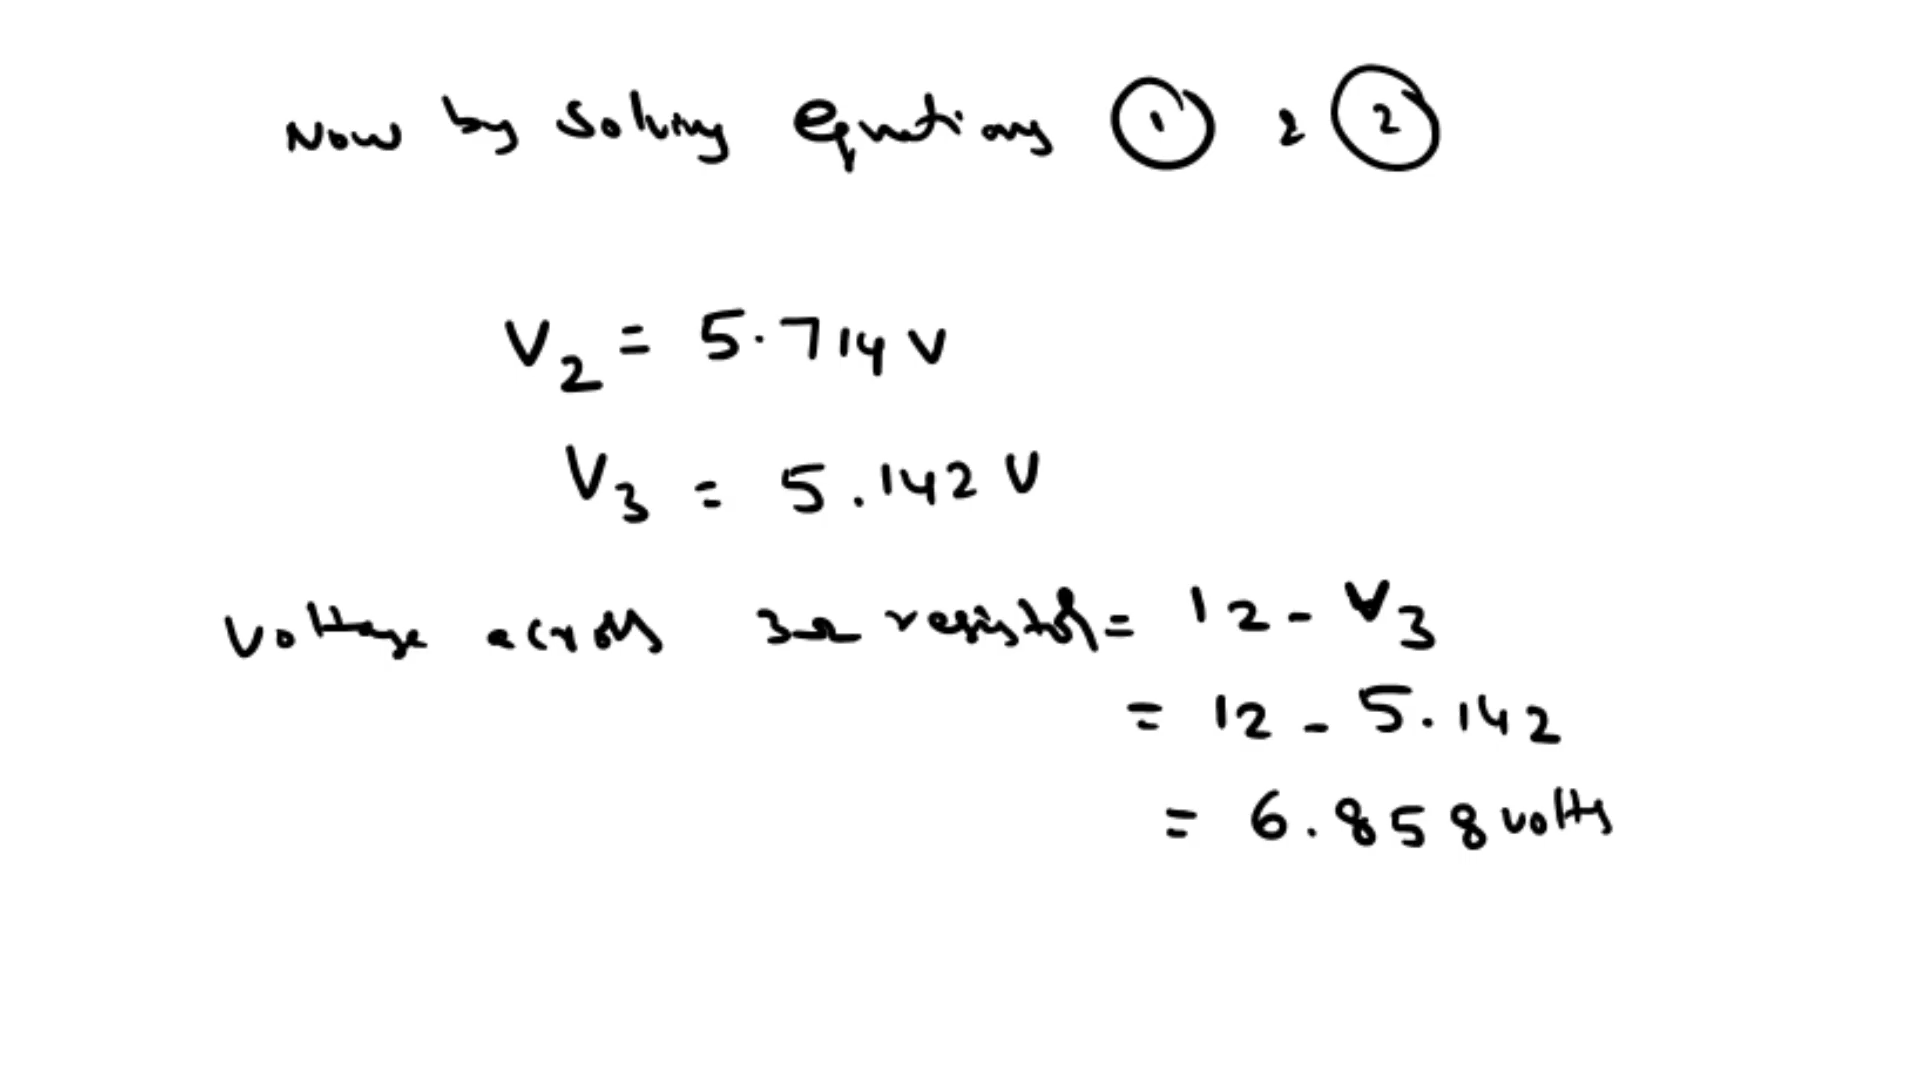 Now by solving equations ① & ②
V₂ = 5.714 V
V₃ = 5.142 V
Voltage across 3Ω resistor = 12 - V₃
= 12 - 5.142
= 6.858 volts